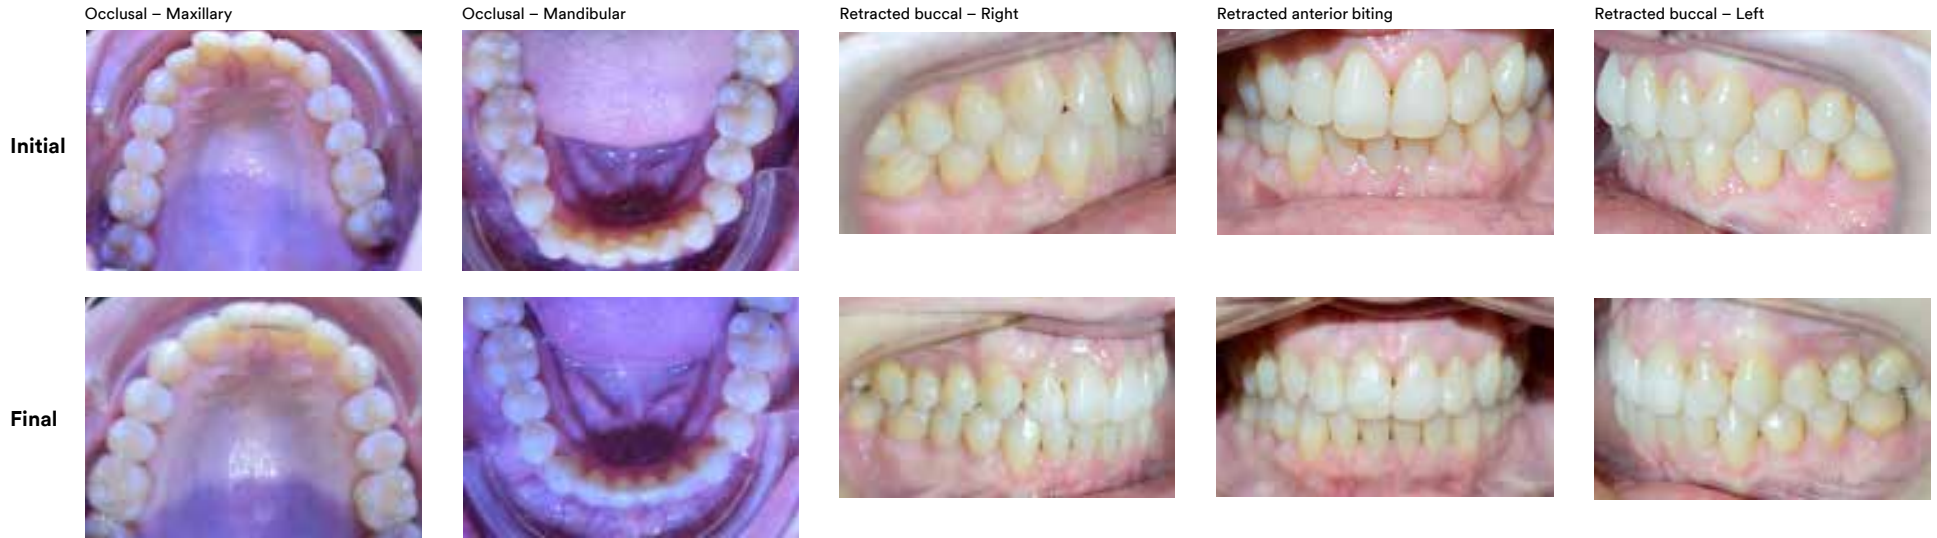 Occlusal – Maxillary
Occlusal – Mandibular
Retracted buccal – Right
Retracted anterior biting
Retracted buccal – Left
Initial
Final